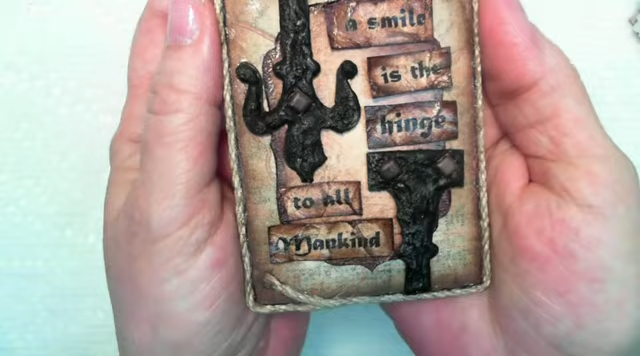 a smile
is the
hinge
to all
Mankind